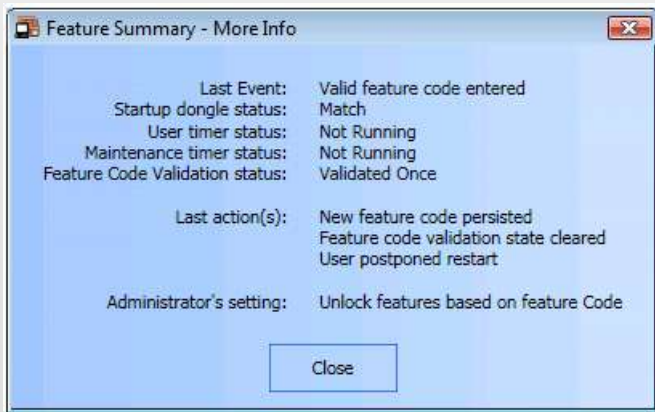 Feature Summary - More Info
Last Event: Valid feature code entered
Startup dongle status: Match
User timer status: Not Running
Maintenance timer status: Not Running
Feature Code Validation status: Validated Once
Last action(s): New feature code persisted
Feature code validation state cleared
User postponed restart
Administrator's setting: Unlock features based on feature Code
Close